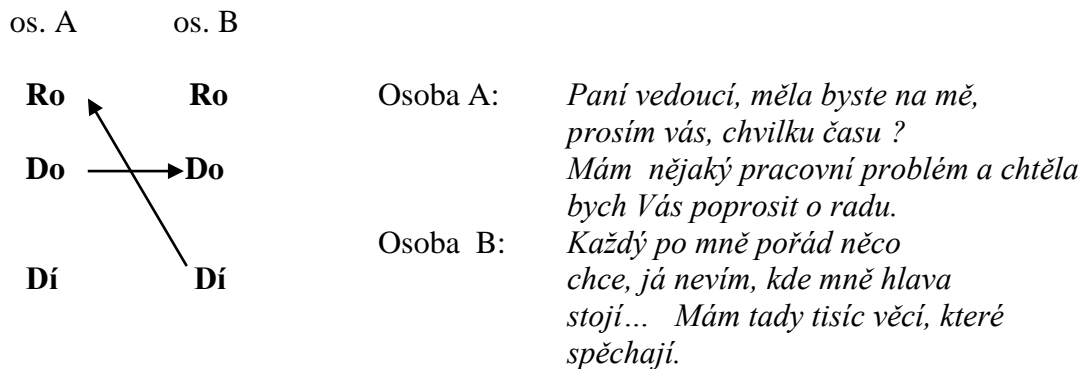 os. A os. B
Ro Ro Osoba A: Paní vedoucí, měla byste na mě,
prosím vás, chvilku času ?
Do Do Mám nějaký pracovní problém a chtěla
bych Vás poprosit o radu.
Osoba B: Každý po mně pořád něco
Dí Dí chce, já nevím, kde mně hlava
stojí... Mám tady tisíc věcí, které
spěchají.